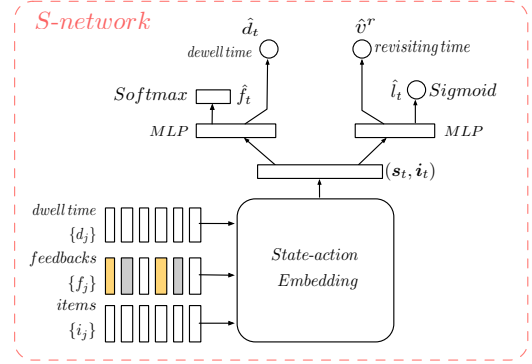 S-network
d̂_t
v̂^r
dewell time
revisiting time
Softmax
f̂_t
l̂_t
Sigmoid
MLP
MLP
(s_t, i_t)
dwell time
{d_j}
feedbacks
{f_j}
items
{i_j}
State-action
Embedding